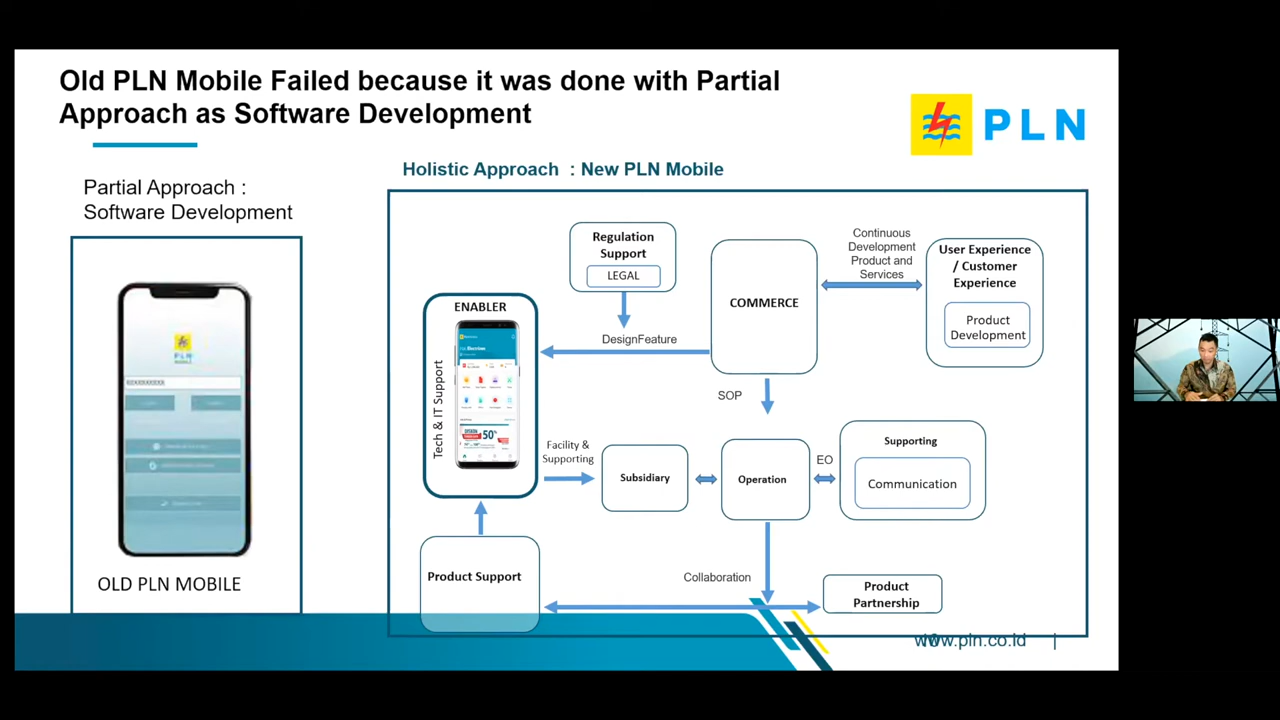 Old PLN Mobile Failed because it was done with Partial
Approach as Software Development
PLN
Partial Approach :
Software Development
Holistic Approach : New PLN Mobile
PLN
OLD PLN MOBILE
Regulation
Support
LEGAL
COMMERCE
Continuous
Development
Product and
Services
User Experience
/ Customer
Experience
Product
Development
ENABLER
Tech & IT Support
50%
DesignFeature
SOP
Facility &
Supporting
Subsidiary
Operation
EO
Supporting
Communication
Product Support
Collaboration
Product
Partnership
www.pln.co.id |